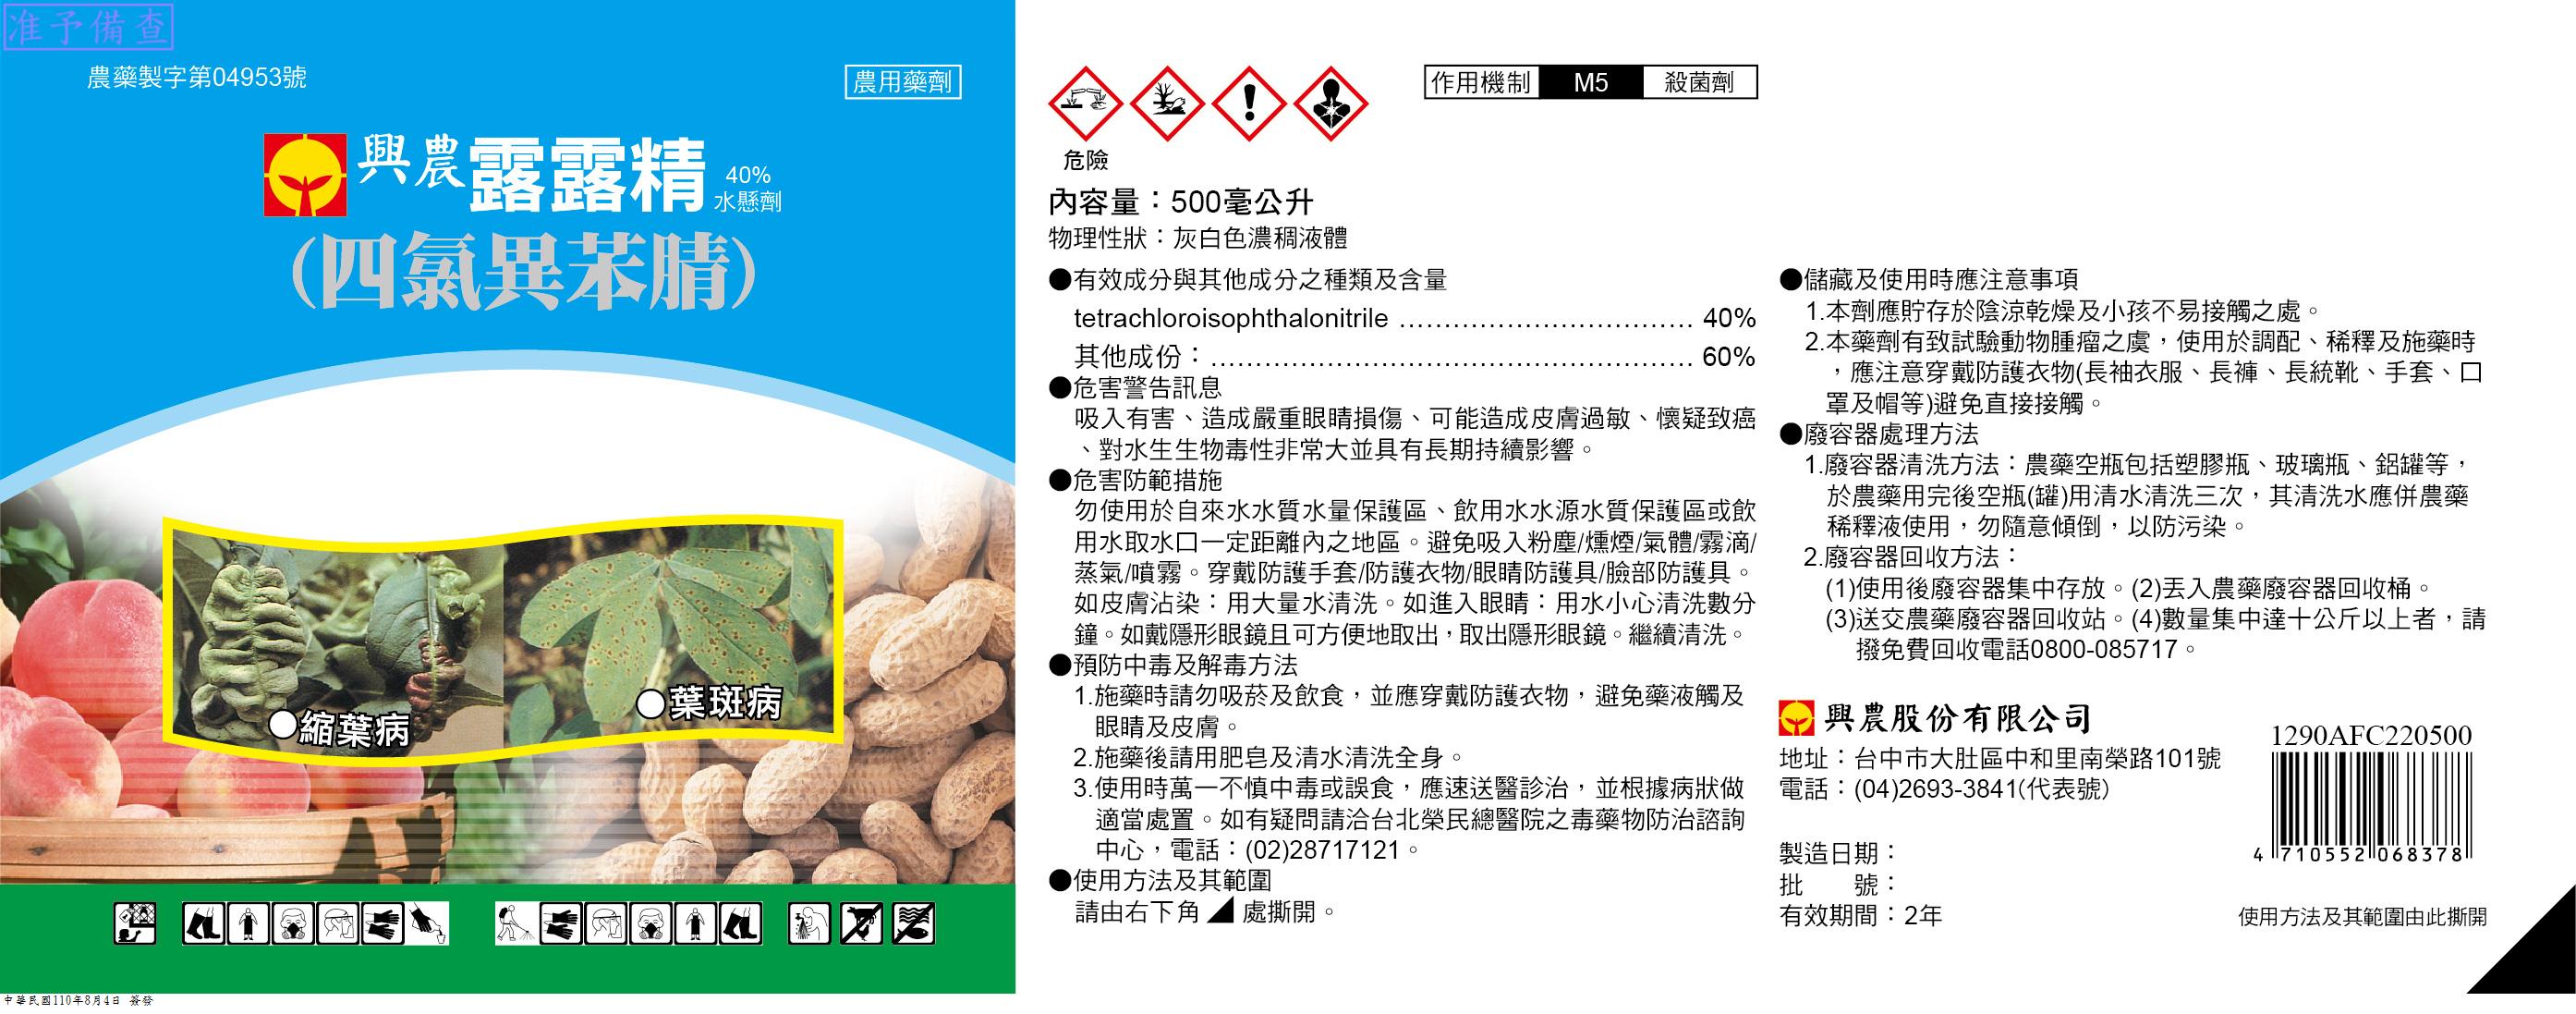 准予備查
農藥製字第04953號
農用藥劑
興農露露精 40%水懸劑
(四氯異苯腈)
縮葉病
葉斑病
中華民國110年8月4日 簽發
作用機制 M5 殺菌劑
危險
內容量：500毫公升
物理性狀：灰白色濃稠液體
●有效成分與其他成分之種類及含量
tetrachloroisophthalonitrile ................................. 40%
其他成份：...................................................... 60%
●危害警告訊息
吸入有害、造成嚴重眼睛損傷、可能造成皮膚過敏、懷疑致癌
、對水生生物毒性非常大並具有長期持續影響。
●危害防範措施
勿使用於自來水水質水量保護區、飲用水水源水質保護區或飲
用水取水口一定距離內之地區。避免吸入粉塵/燻煙/氣體/霧滴/
蒸氣/噴霧。穿戴防護手套/防護衣物/眼睛防護具/臉部防護具。
如皮膚沾染：用大量水清洗。如進入眼睛：用水小心清洗數分
鐘。如戴隱形眼鏡且可方便地取出，取出隱形眼鏡。繼續清洗。
●預防中毒及解毒方法
1.施藥時請勿吸菸及飲食，並應穿戴防護衣物，避免藥液觸及
眼睛及皮膚。
2.施藥後請用肥皂及清水清洗全身。
3.使用時萬一不慎中毒或誤食，應速送醫診治，並根據病狀做
適當處置。如有疑問請洽台北榮民總醫院之毒藥物防治諮詢
中心，電話：(02)28717121。
●使用方法及其範圍
請由右下角◢處撕開。
●儲藏及使用時應注意事項
1.本劑應貯存於陰涼乾燥及小孩不易接觸之處。
2.本藥劑有致試驗動物腫瘤之虞，使用於調配、稀釋及施藥時
，應注意穿戴防護衣物(長袖衣服、長褲、長統靴、手套、口
罩及帽等)避免直接接觸。
●廢容器處理方法
1.廢容器清洗方法：農藥空瓶包括塑膠瓶、玻璃瓶、鋁罐等，
於農藥用完後空瓶(罐)用清水清洗三次，其清洗水應併農藥
稀釋液使用，勿隨意傾倒，以防污染。
2.廢容器回收方法：
(1)使用後廢容器集中存放。(2)丟入農藥廢容器回收桶。
(3)送交農藥廢容器回收站。(4)數量集中達十公斤以上者，請
撥免費回收電話0800-085717。
興農股份有限公司
地址：台中市大肚區中和里南榮路101號
電話：(04)2693-3841(代表號)
製造日期：
批　　號：
有效期間：2年
1290AFC220500
4 710552 068378
使用方法及其範圍由此撕開